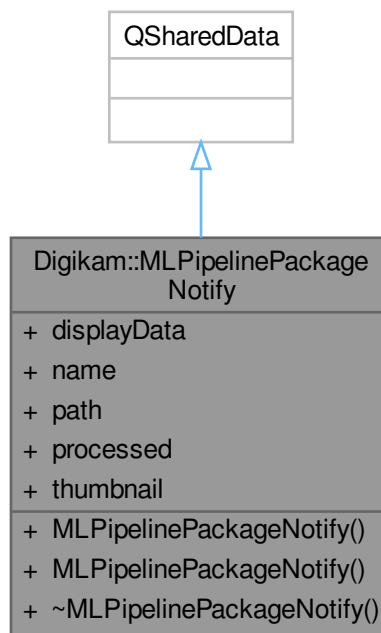 QSharedData
Digikam::MLPipelinePackage
Notify
+ displayData
+ name
+ path
+ processed
+ thumbnail
+ MLPipelinePackageNotify()
+ MLPipelinePackageNotify()
+ ~MLPipelinePackageNotify()